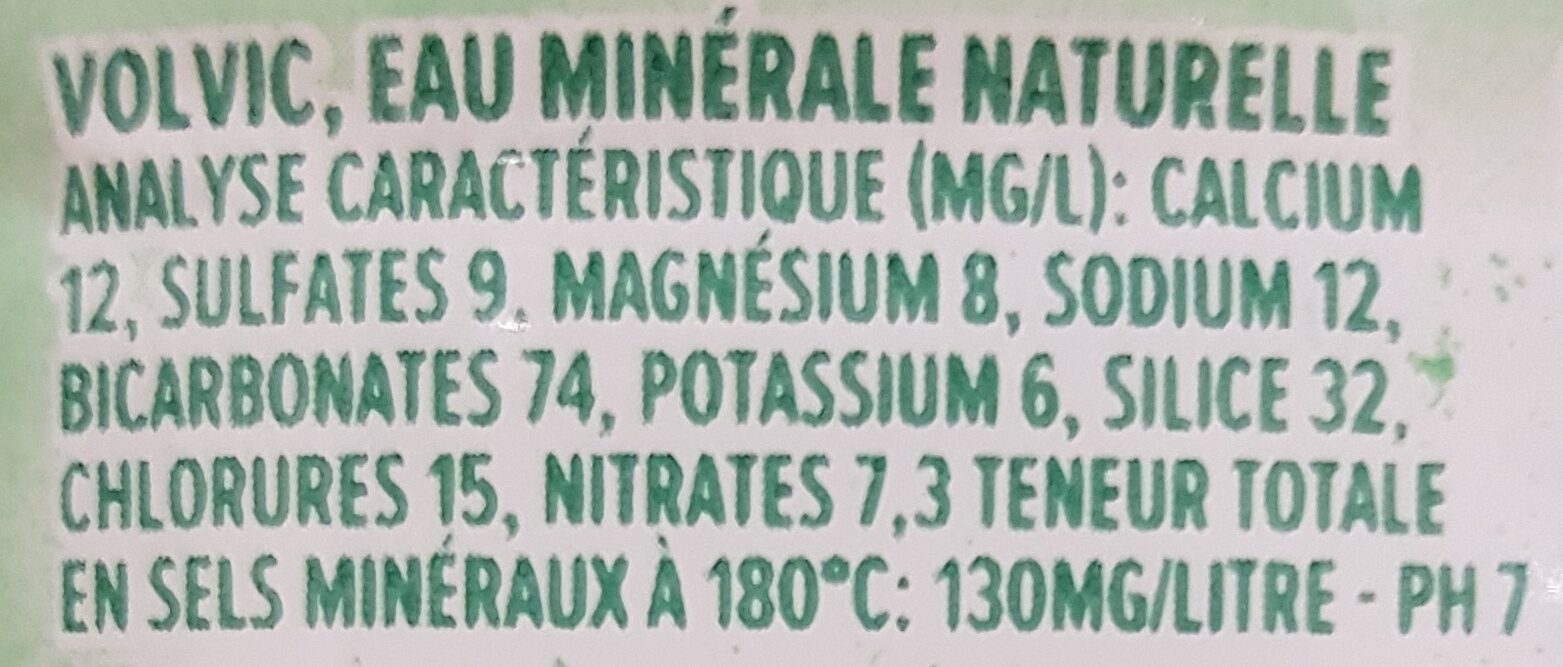 VOLVIC, EAU MINÉRALE NATURELLE
ANALYSE CARACTÉRISTIQUE (MG/L): CALCIUM
12, SULFATES 9, MAGNÉSIUM 8, SODIUM 12,
BICARBONATES 74, POTASSIUM 6, SILICE 32,
CHLORURES 15, NITRATES 7,3 TENEUR TOTALE
EN SELS MINÉRAUX À 180°C: 130MG/LITRE - PH 7